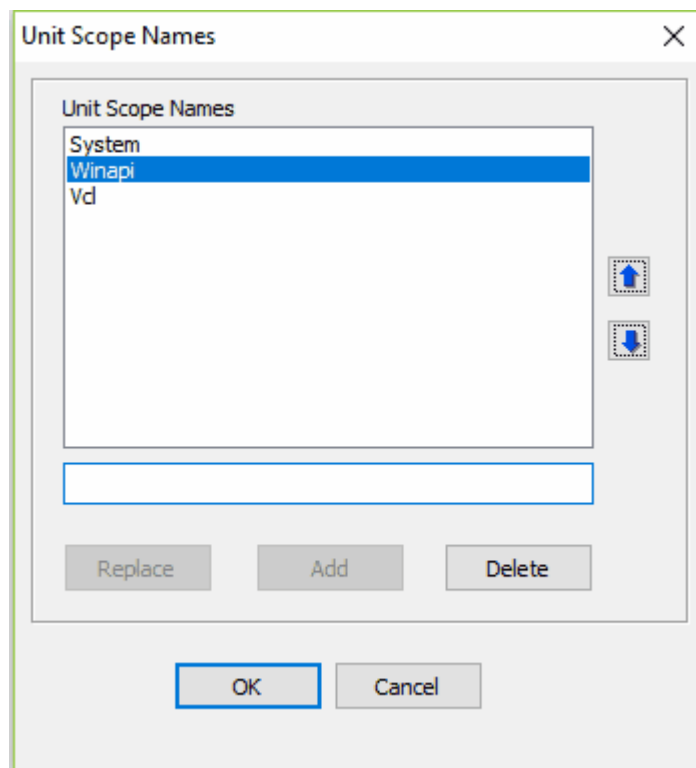 Unit Scope Names
Unit Scope Names
System
Winapi
Vcl
Replace Add Delete
OK Cancel